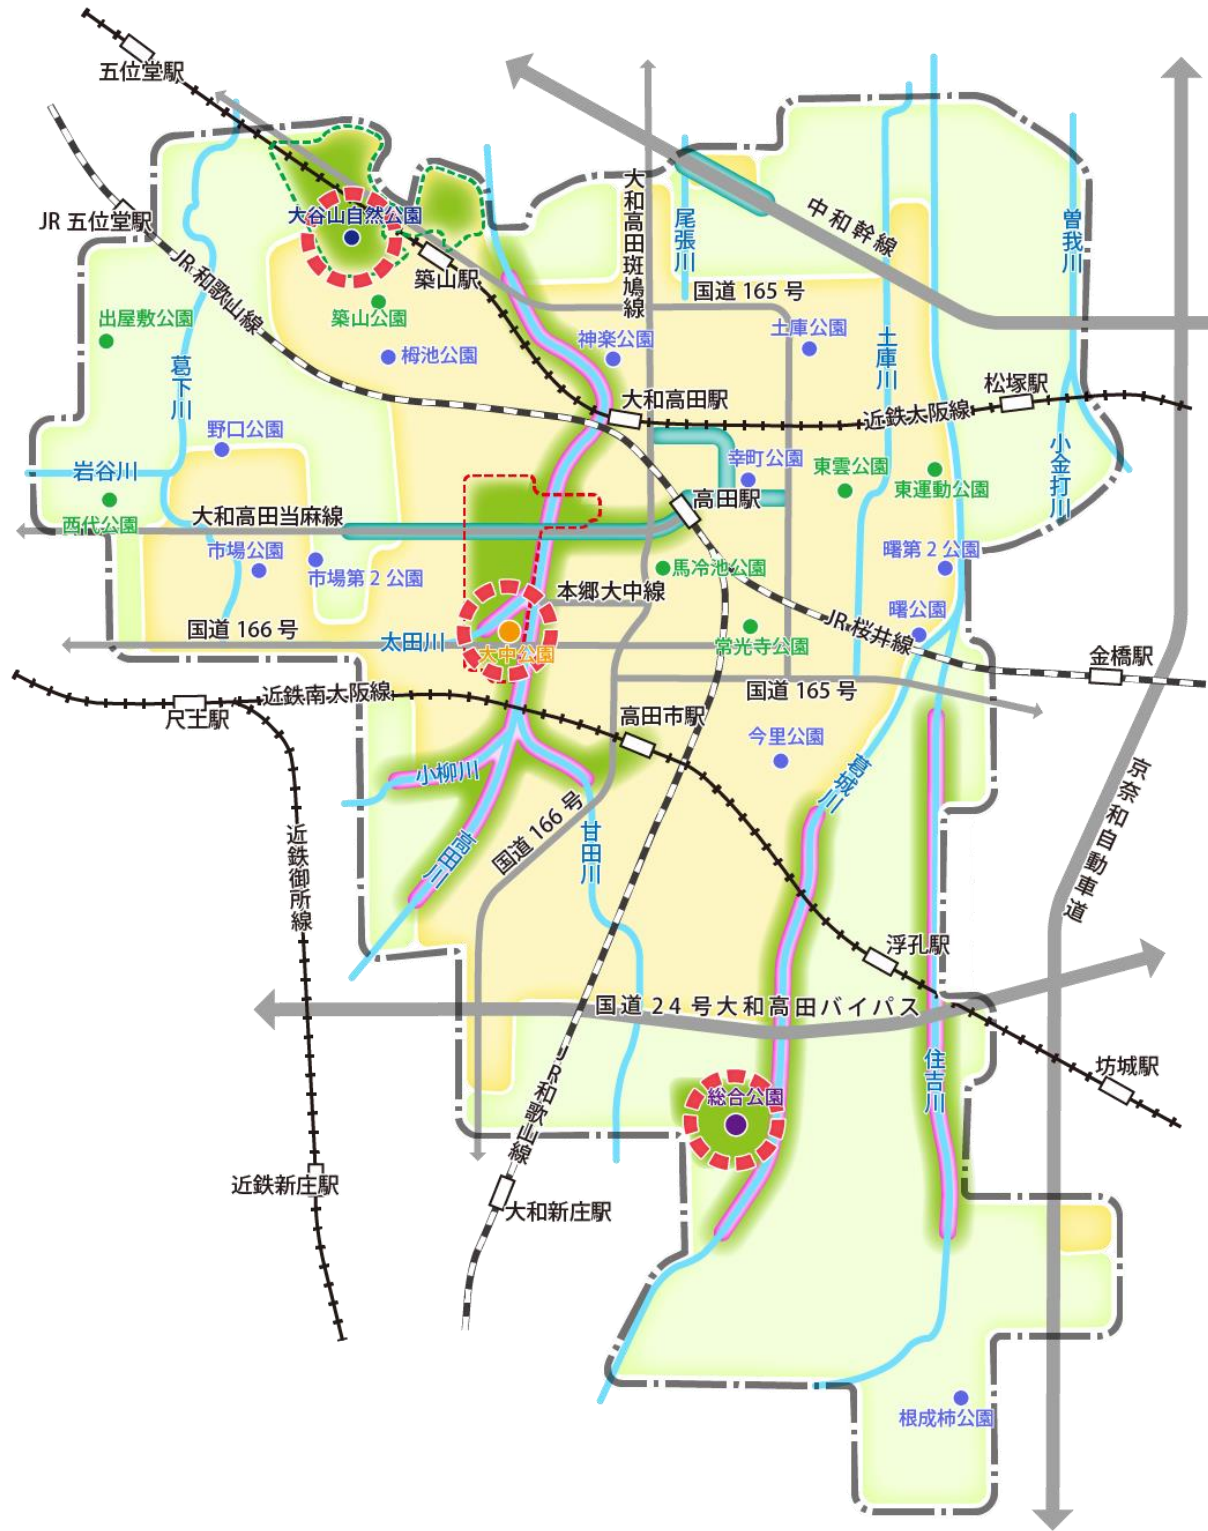 五位堂駅
JR 五位堂駅
大谷山自然公園
築山駅
大和高田斑鳩線
尾張川
中和幹線
曽我川
JR 和歌山線
出屋敷公園
築山公園
国道 165 号
神楽公園
土庫公園
栂池公園
葛下川
土庫川
大和高田駅
近鉄大阪線
松塚駅
野口公園
岩谷川
幸町公園
東雲公園
東運動公園
小金打川
西代公園
大和高田当麻線
高田駅
市場公園
市場第 2 公園
曙第 2 公園
馬冷池公園
本郷大中線
曙公園
国道 166 号
太田川
大中公園
常光寺公園
JR 桜井線
金橋駅
近鉄南大阪線
尺土駅
高田市駅
国道 165 号
今里公園
小柳川
葛城川
京奈和自動車道
国道 166 号
高田川
甘田川
近鉄御所線
浮孔駅
国道 24 号大和高田バイパス
住吉川
坊城駅
JR 和歌山線
総合公園
近鉄新庄駅
大和新庄駅
根成柿公園